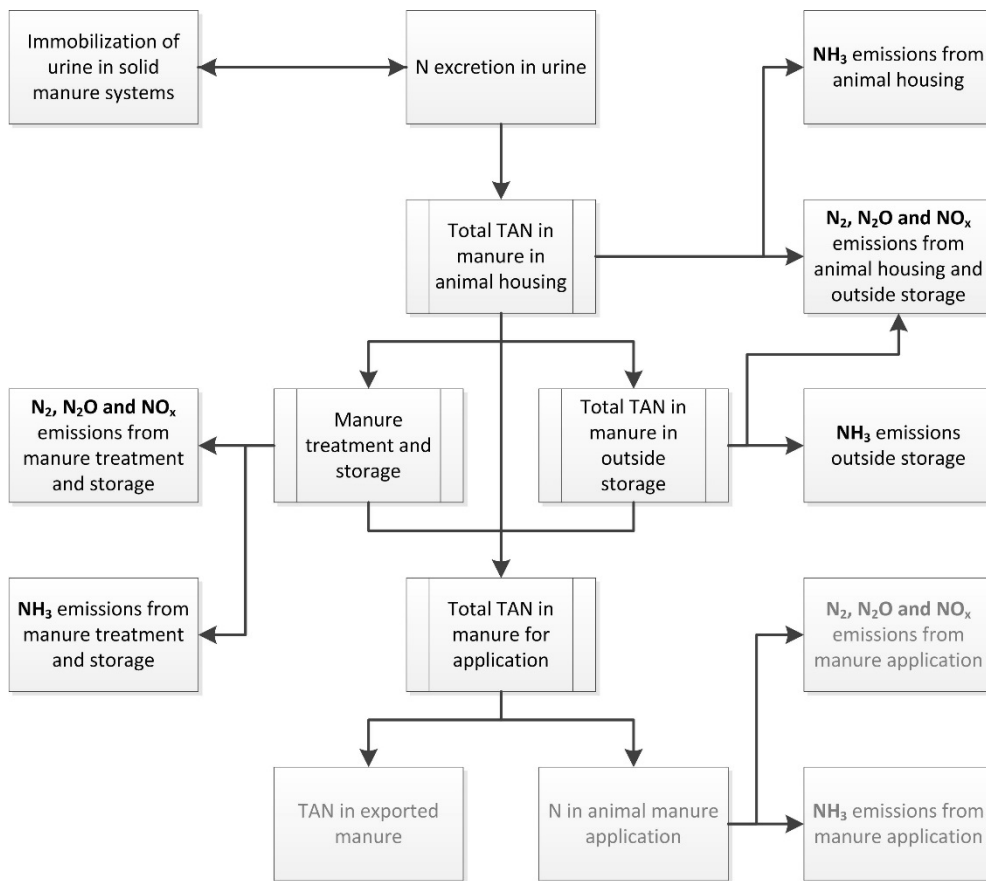 Immobilization of
urine in solid
manure systems
N excretion in urine
NH₃ emissions from
animal housing
Total TAN in
manure in
animal housing
N₂, N₂O and NOₓ
emissions from
animal housing and
outside storage
N₂, N₂O and NOₓ
emissions from
manure treatment
and storage
Manure
treatment and
storage
Total TAN in
manure in
outside
storage
NH₃ emissions
outside storage
NH₃ emissions from
manure treatment
and storage
Total TAN in
manure for
application
N₂, N₂O and NOₓ
emissions from
manure application
TAN in exported
manure
N in animal manure
application
NH₃ emissions from
manure application